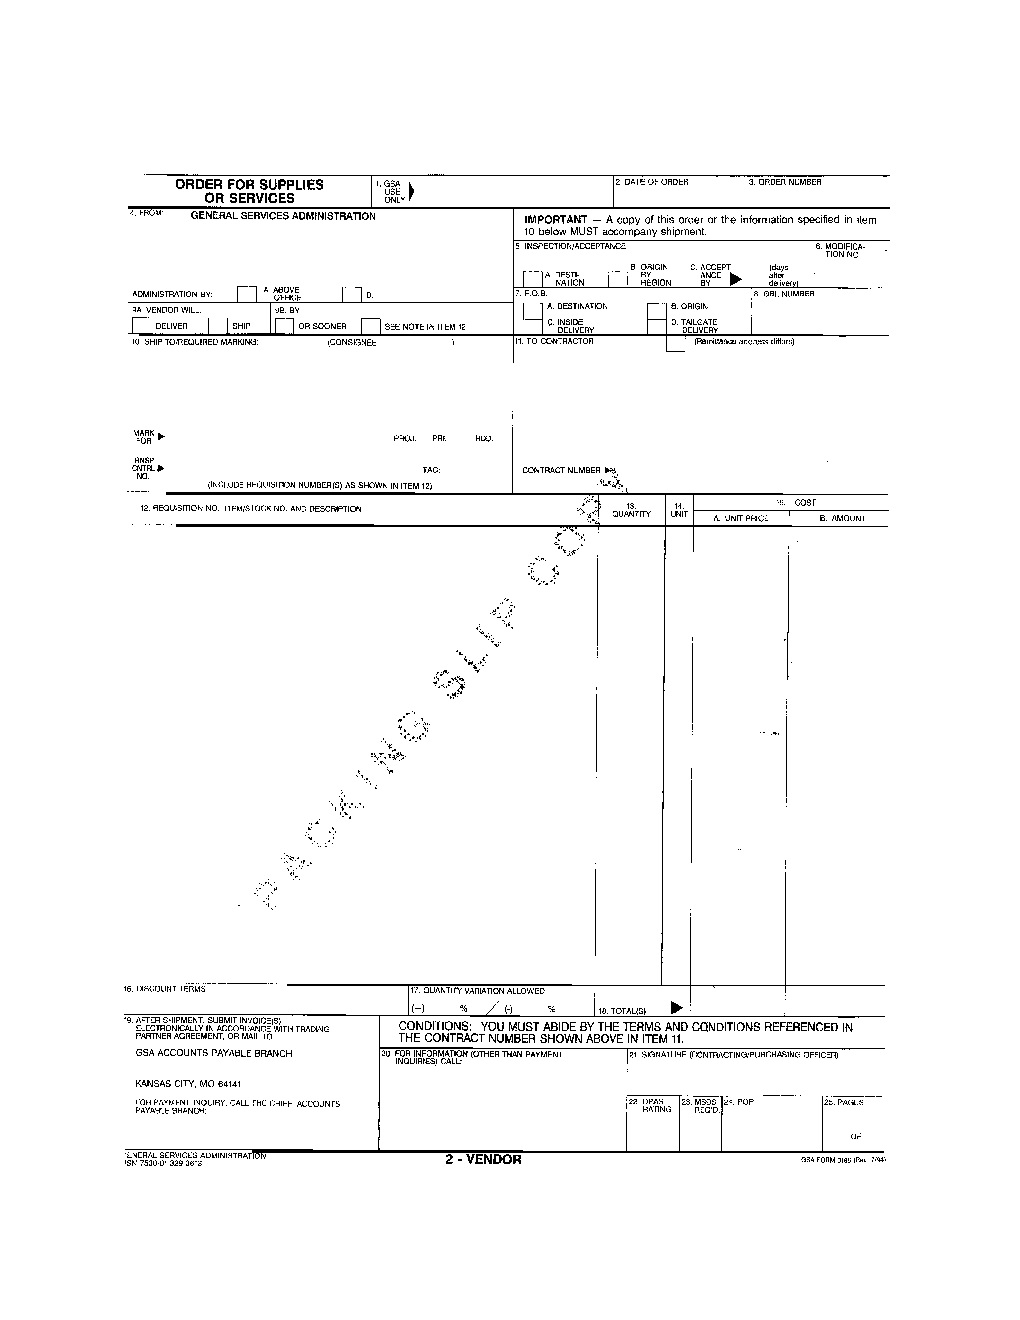 ORDER FOR SUPPLIES
OR SERVICES
1. GSA
USE
ONLY
2. DATE OF ORDER
3. ORDER NUMBER
4. FROM:
GENERAL SERVICES ADMINISTRATION
IMPORTANT — A copy of this order or the information specified in item
10 below MUST accompany shipment.
5. INSPECTION/ACCEPTANCE
6. MODIFICA-
TION NO.
A. DESTI-
NATION
B. ORIGIN
BY
REGION
C. ACCEPT
ANCE
BY
(days
after
delivery)
ADMINISTRATION BY:
A. ABOVE
OFFICE
7. F.O.B.
8. GBL NUMBER
A. DESTINATION
B. ORIGIN
C. INSIDE
DELIVERY
D. TAILGATE
DELIVERY
9A. VENDOR WILL:
DELIVER
SHIP
9B. BY
OR SOONER
SEE NOTE IN ITEM 12
10. SHIP TO/REQUIRED MARKING:
(CONSIGNEE )
11. TO CONTRACTOR
(Remittance address differs)
MARK
FOR
PROJ.
PRI.
RDD.
TRNSP.
CNTRL
NO.
TAC:
CONTRACT NUMBER
(INCLUDE REQUISITION NUMBER(S) AS SHOWN IN ITEM 12)
12. REQUISITION NO. ITEM/STOCK NO. AND DESCRIPTION
13.
QUANTITY
14.
UNIT
15. COST
A. UNIT PRICE
B. AMOUNT
PACKING SLIP COPY
16. DISCOUNT TERMS
17. QUANTITY VARIATION ALLOWED
(—) % / (-) %
18. TOTAL(S)
19. AFTER SHIPMENT, SUBMIT INVOICE(S)
ELECTRONICALLY IN ACCORDANCE WITH TRADING
PARTNER AGREEMENT, OR MAIL TO
GSA ACCOUNTS PAYABLE BRANCH
KANSAS CITY, MO 64141
FOR PAYMENT INQUIRY, CALL THE CHIEF, ACCOUNTS
PAYABLE BRANCH:
CONDITIONS: YOU MUST ABIDE BY THE TERMS AND CONDITIONS REFERENCED IN
THE CONTRACT NUMBER SHOWN ABOVE IN ITEM 11.
20. FOR INFORMATION (OTHER THAN PAYMENT
INQUIRIES) CALL:
21. SIGNATURE (CONTRACTING/PURCHASING OFFICER)
22. DPAS
RATING
23. MSDS
REQ'D.
24. POP
25. PAGES
OF
GENERAL SERVICES ADMINISTRATION
2 - VENDOR
GSA FORM (Rev. 7/94)